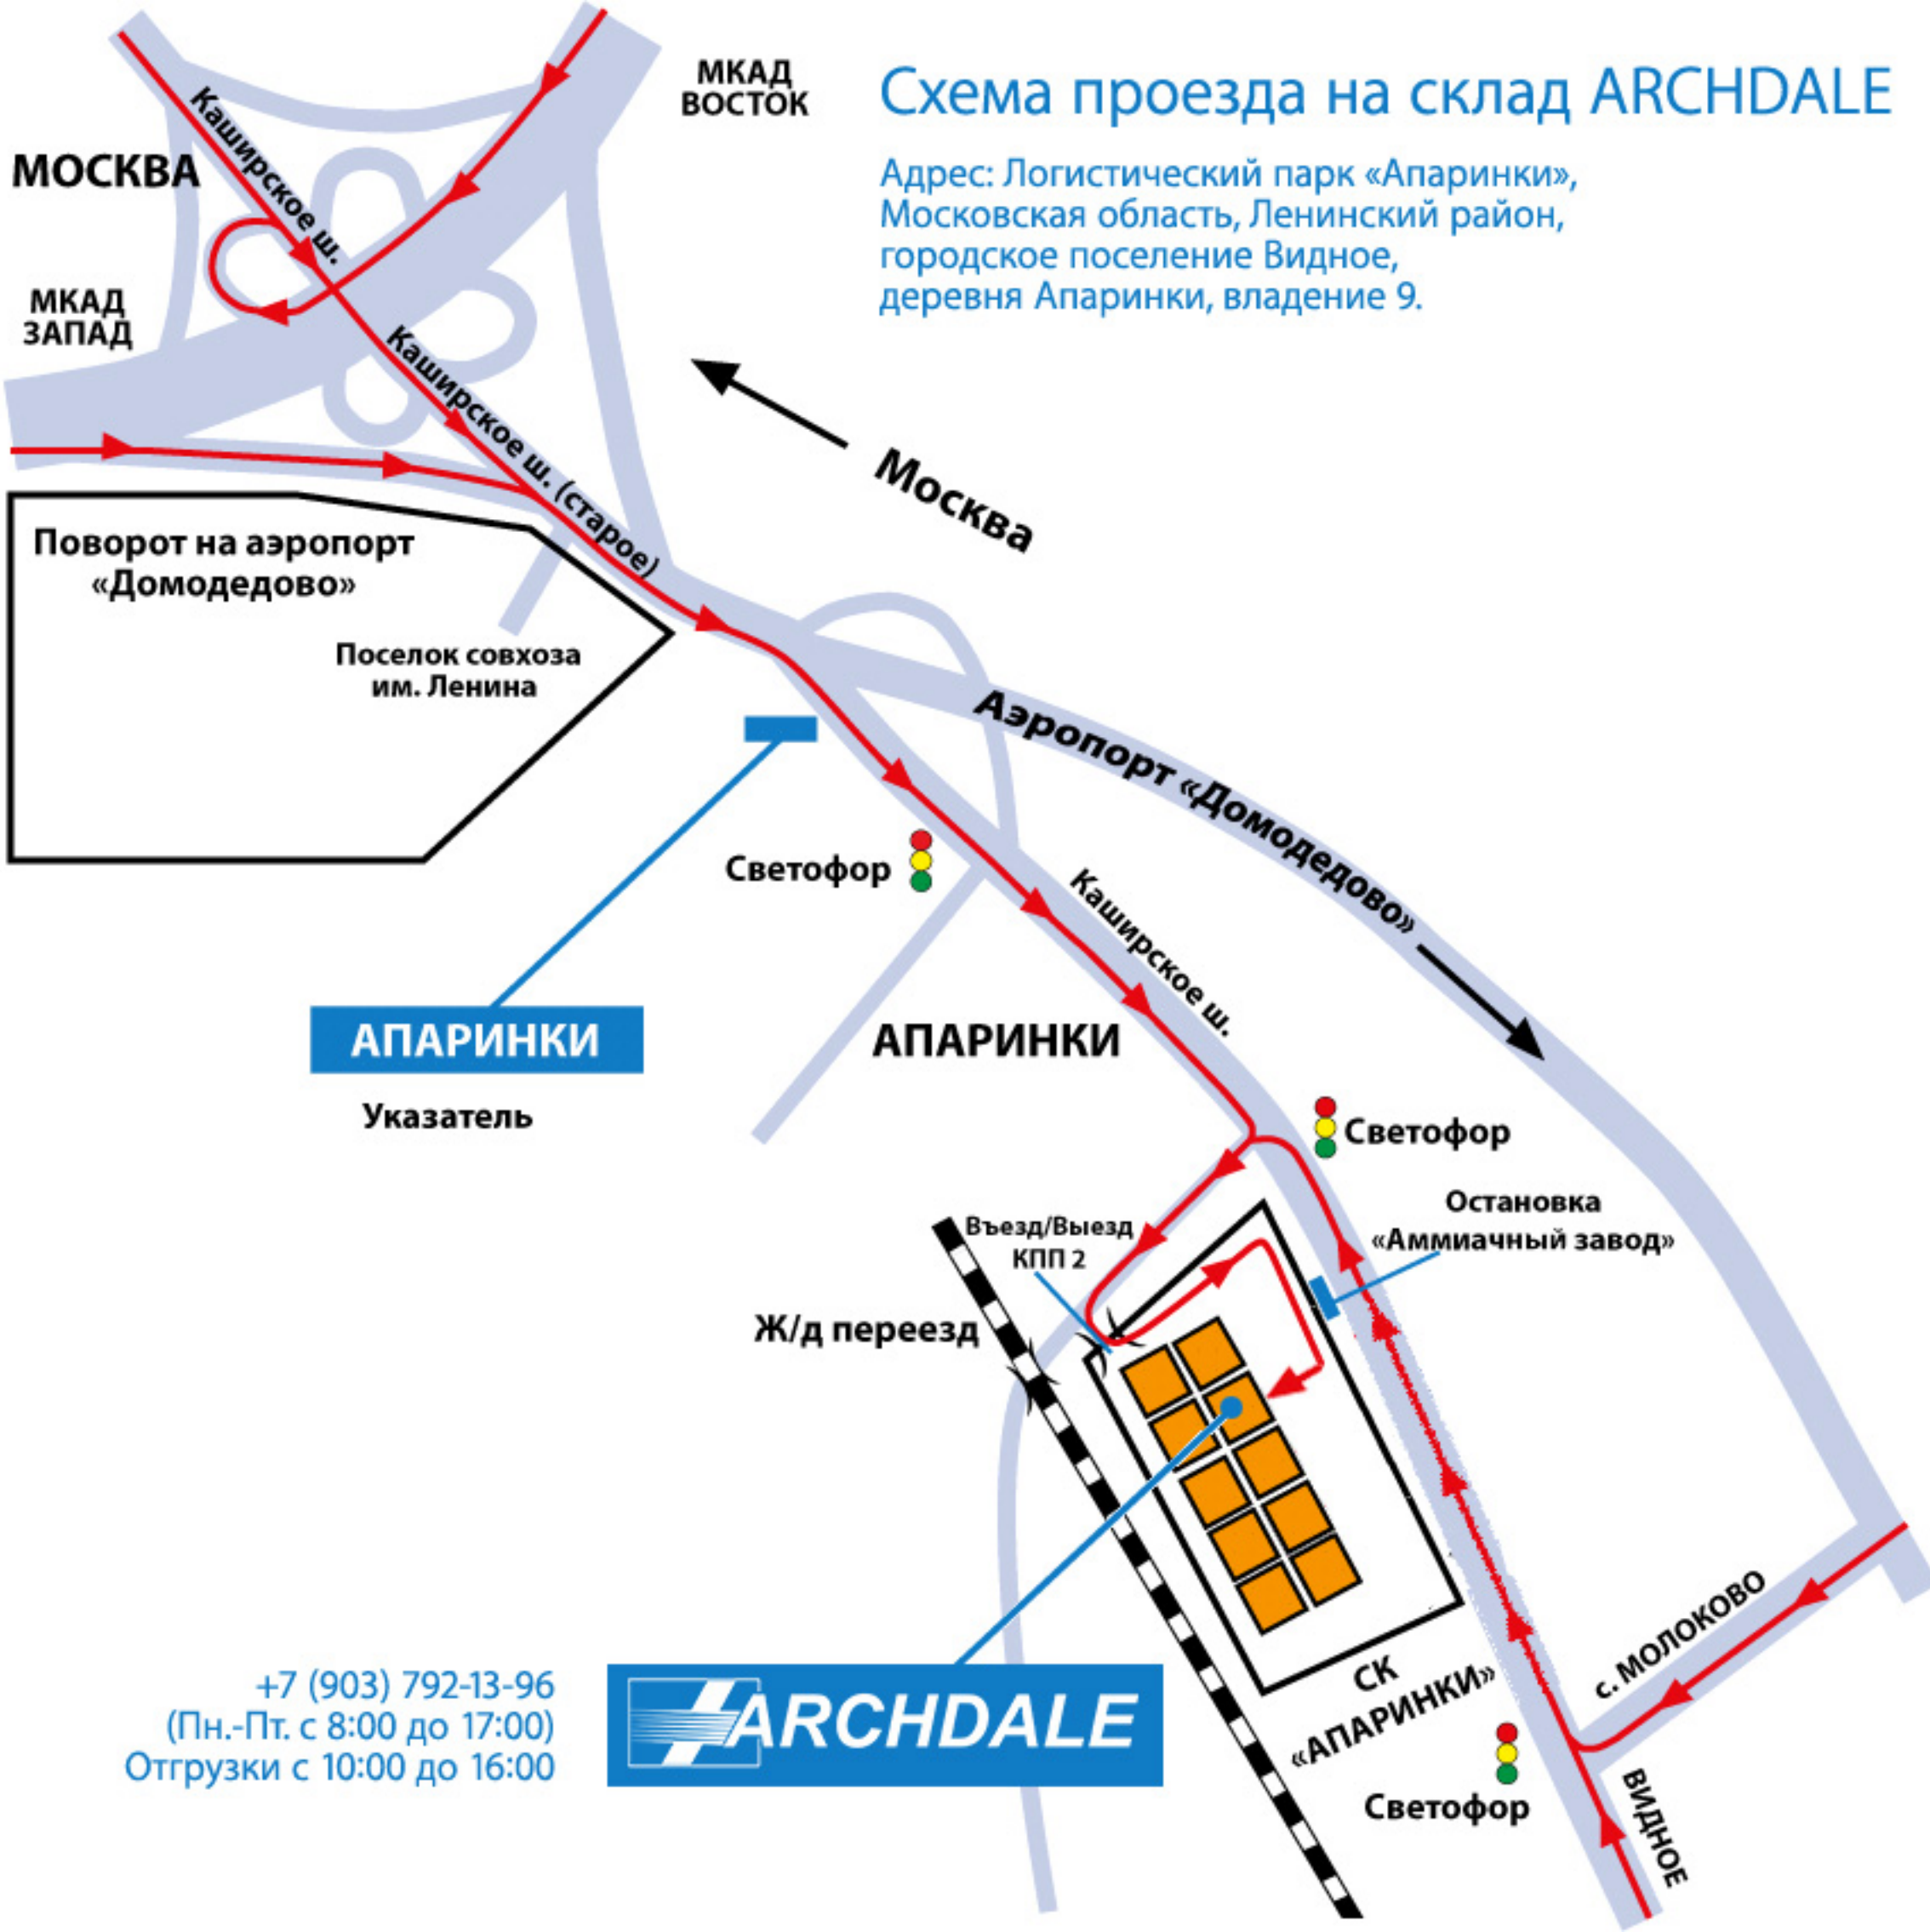 Схема проезда на склад ARCHDALE
Адрес: Логистический парк «Апаринки»,
Московская область, Ленинский район,
городское поселение Видное,
деревня Апаринки, владение 9.
МКАД
ВОСТОК
Каширское ш.
МОСКВА
МКАД
ЗАПАД
Каширское ш. (старое)
Москва
Поворот на аэропорт
«Домодедово»
Поселок совхоза
им. Ленина
Аэропорт «Домодедово»
Светофор
Каширское ш.
АПАРИНКИ
Указатель
АПАРИНКИ
Светофор
Остановка
«Аммиачный завод»
Въезд/Выезд
КПП 2
Ж/д переезд
с. МОЛОКОВО
СК
«АПАРИНКИ»
Светофор
ВИДНОЕ
+7 (903) 792-13-96
(Пн.-Пт. с 8:00 до 17:00)
Отгрузки с 10:00 до 16:00
ARCHDALE